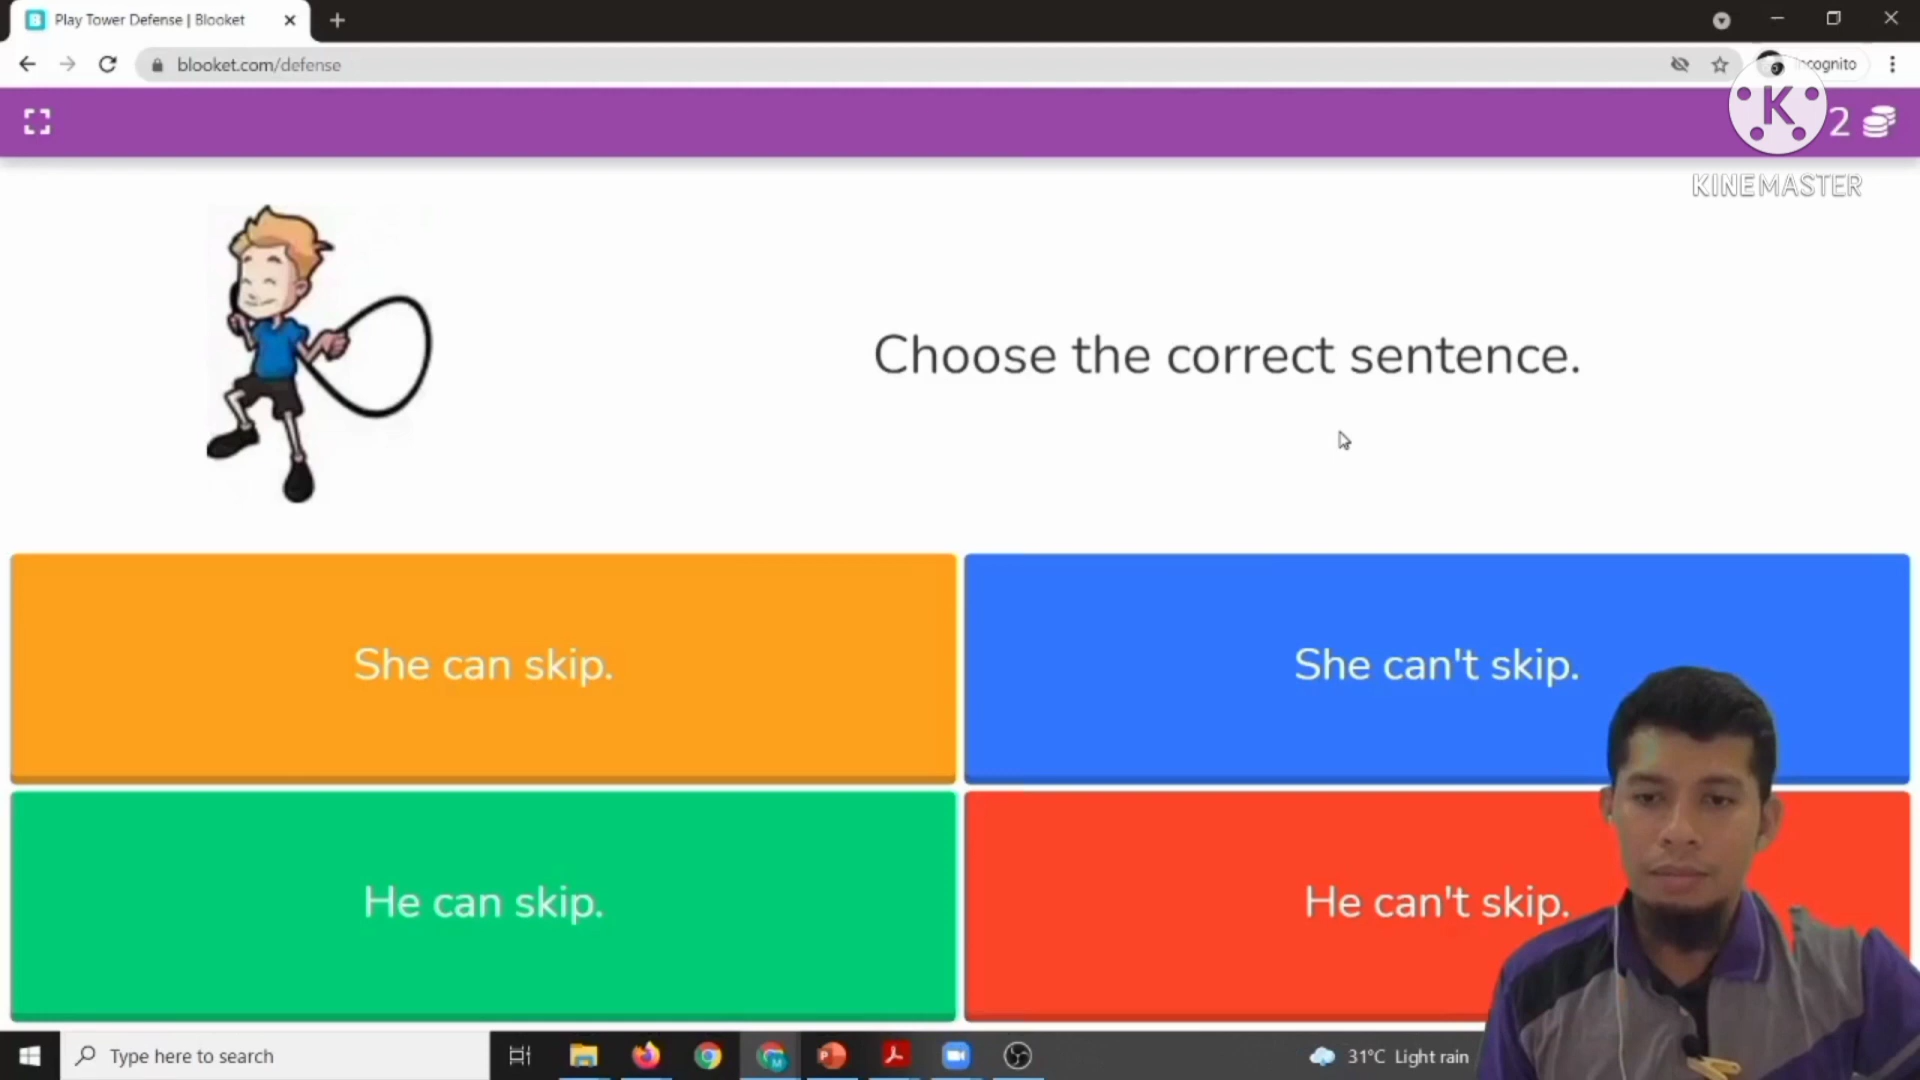 Play Tower Defense | Blooket
blooket.com/defense
Incognito
K
2
KINEMASTER
Choose the correct sentence.
She can skip.
She can't skip.
He can skip.
He can't skip.
Type here to search
31°C Light rain